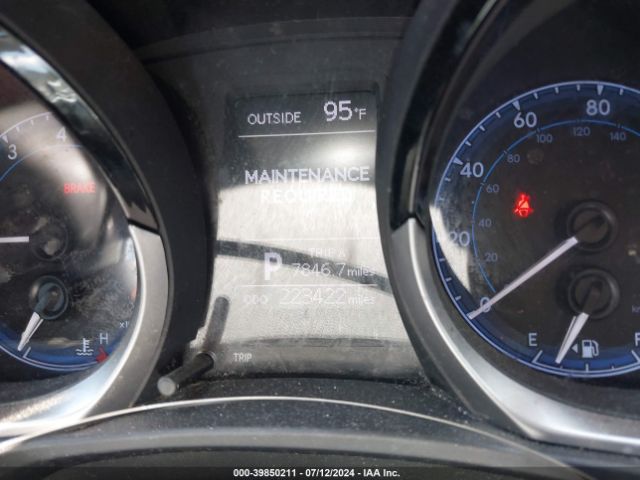 OUTSIDE 95°F
MAINTENANCE
REQUIRED
TRIP A
P 7846.7 miles
ODO 223422 miles
TRIP
3 4
BRAKE
H
0 20 40 60 80
20 40 60 80 100 120 140
E F
000-39850211 - 07/12/2024 - IAA Inc.